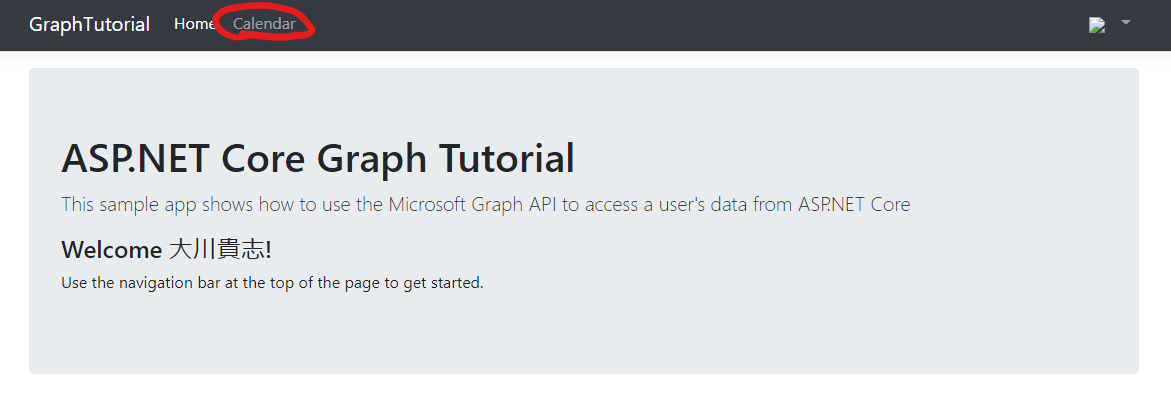 GraphTutorial Home Calendar
ASP.NET Core Graph Tutorial
This sample app shows how to use the Microsoft Graph API to access a user's data from ASP.NET Core
Welcome 大川貴志!
Use the navigation bar at the top of the page to get started.